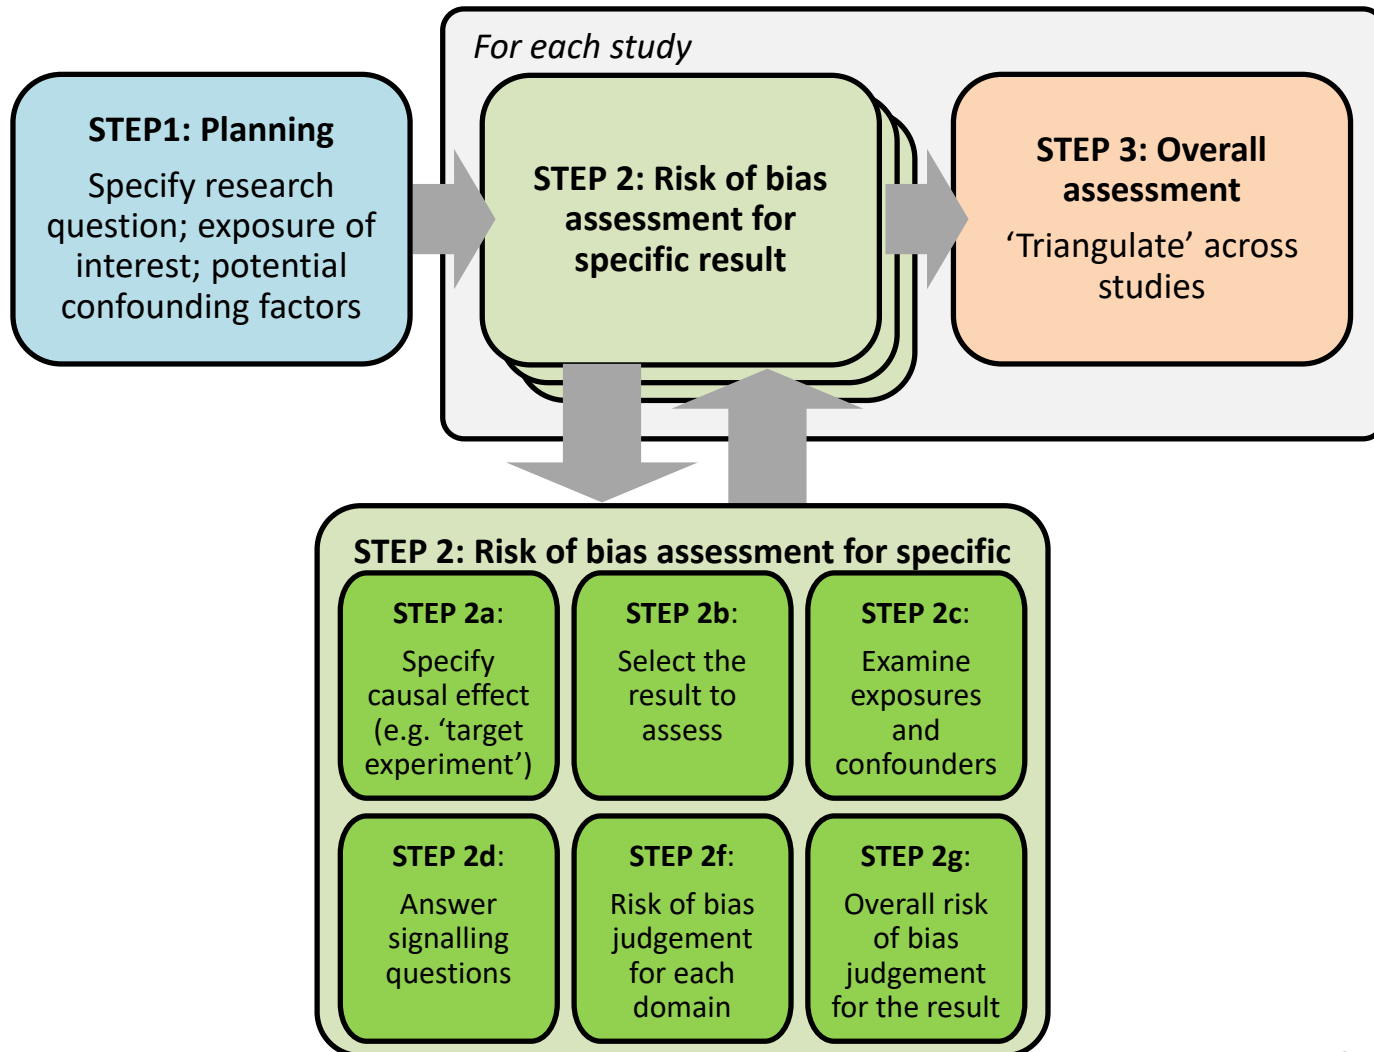 For each study
STEP1: Planning
Specify research
question; exposure of
interest; potential
confounding factors
STEP 2: Risk of bias
assessment for
specific result
STEP 3: Overall
assessment
‘Triangulate’ across
studies
STEP 2: Risk of bias assessment for specific
STEP 2a:
Specify
causal effect
(e.g. ‘target
experiment’)
STEP 2b:
Select the
result to
assess
STEP 2c:
Examine
exposures
and
confounders
STEP 2d:
Answer
signalling
questions
STEP 2f:
Risk of bias
judgement
for each
domain
STEP 2g:
Overall risk
of bias
judgement
for the result